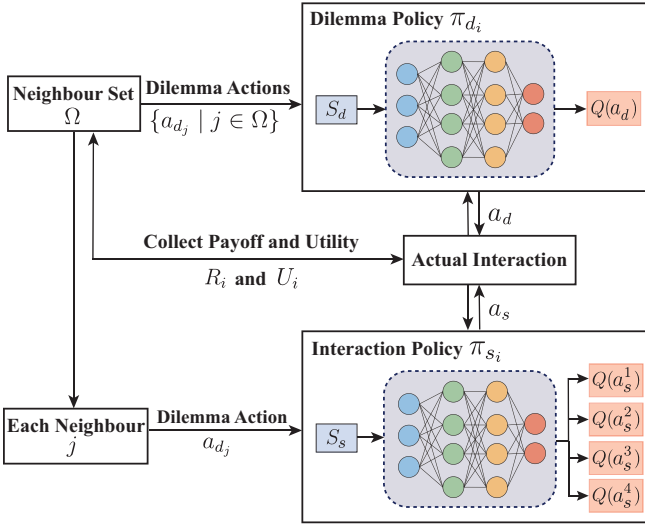 Dilemma Policy π_{d_i}
Neighbour Set
Ω
Dilemma Actions
{a_{d_j} | j ∈ Ω}
S_d
Q(a_d)
a_d
Collect Payoff and Utility
R_i and U_i
Actual Interaction
a_s
Interaction Policy π_{s_i}
Each Neighbour
j
Dilemma Action
a_{d_j}
S_s
Q(a_s^1)
Q(a_s^2)
Q(a_s^3)
Q(a_s^4)